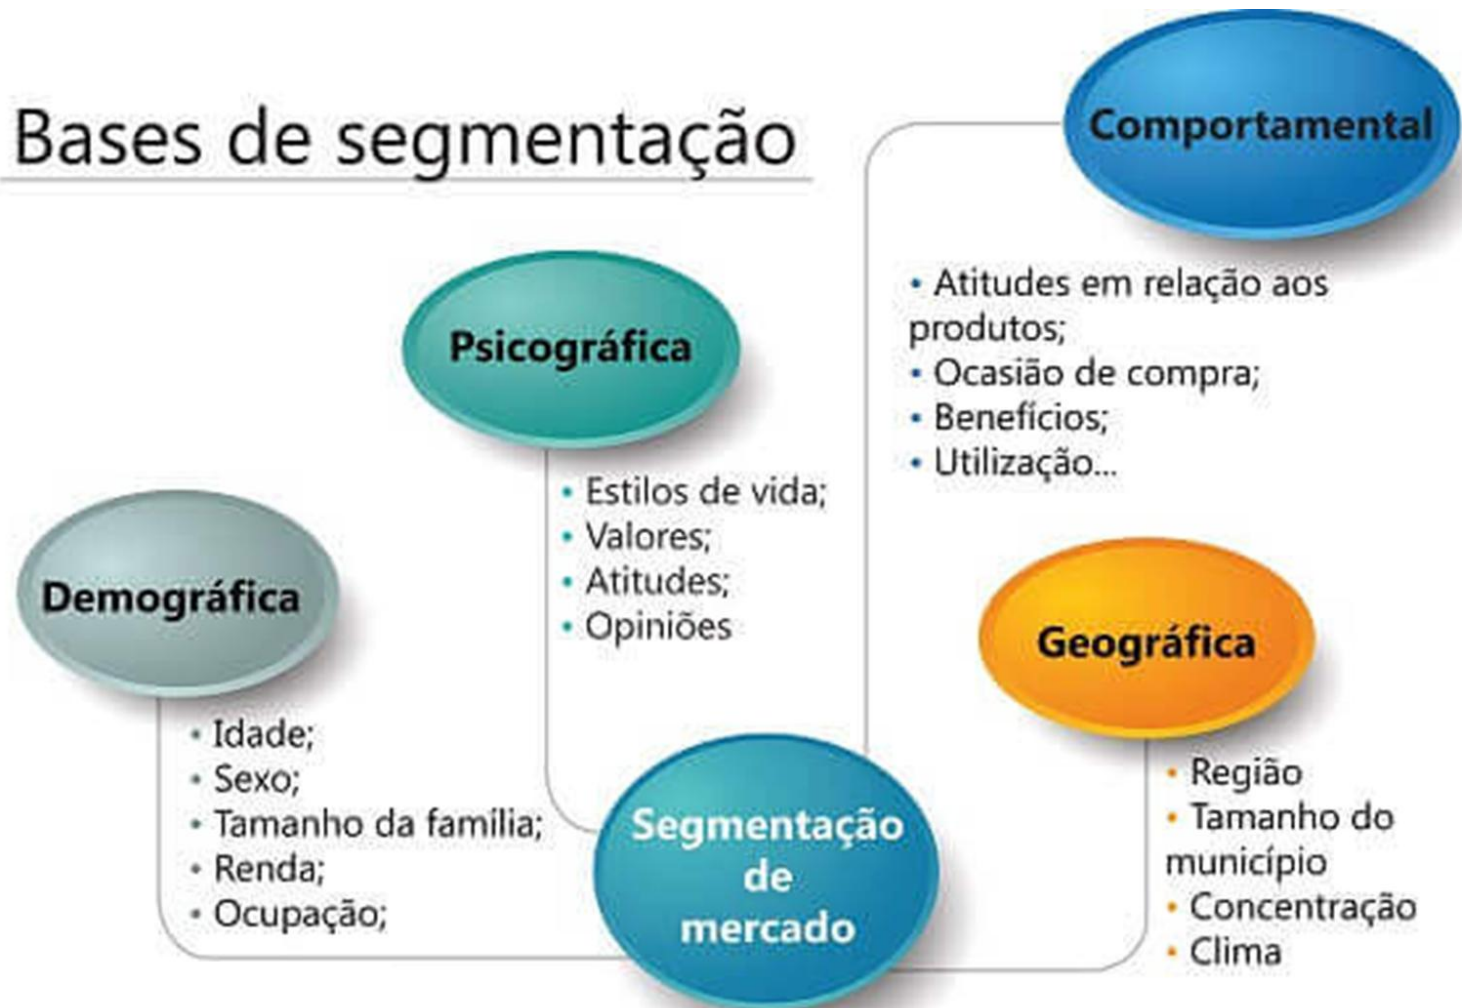 Bases de segmentação
Comportamental
• Atitudes em relação aos
produtos;
• Ocasião de compra;
• Benefícios;
• Utilização...
Psicográfica
• Estilos de vida;
• Valores;
• Atitudes;
• Opiniões
Demográfica
• Idade;
• Sexo;
• Tamanho da família;
• Renda;
• Ocupação;
Geográfica
• Região
• Tamanho do
município
• Concentração
• Clima
Segmentação
de
mercado